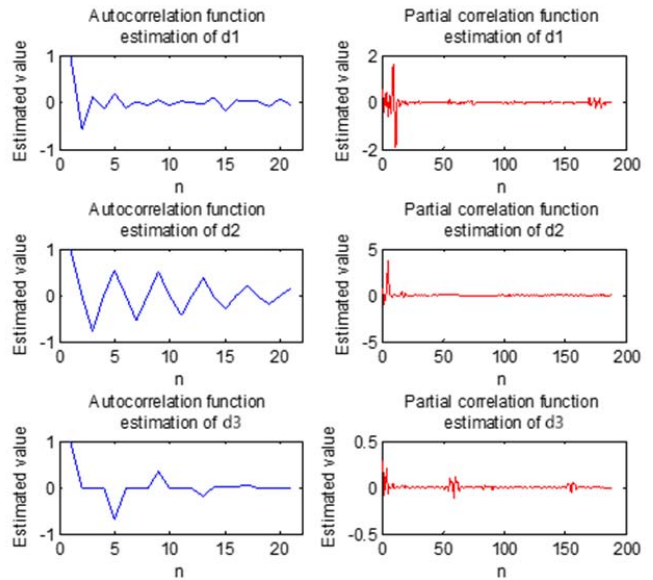 Autocorrelation function
estimation of d1
Estimated value
1
0
-1
0 5 10 15 20
n
Partial correlation function
estimation of d1
Estimated value
2
0
-2
0 50 100 150 200
n
Autocorrelation function
estimation of d2
Estimated value
1
0
-1
0 5 10 15 20
n
Partial correlation function
estimation of d2
Estimated value
5
0
-5
0 50 100 150 200
n
Autocorrelation function
estimation of d3
Estimated value
1
0
-1
0 5 10 15 20
n
Partial correlation function
estimation of d3
Estimated value
0.5
0
-0.5
0 50 100 150 200
n